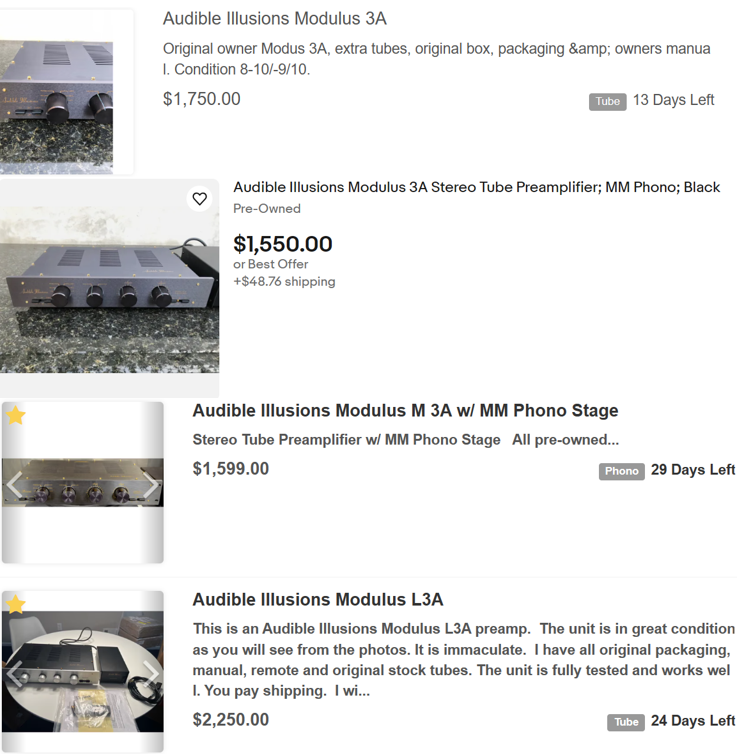 Audible Illusions Modulus 3A
Original owner Modus 3A, extra tubes, original box, packaging &amp; owners manua
l. Condition 8-10/-9/10.
$1,750.00
Tube 13 Days Left
Audible Illusions Modulus 3A Stereo Tube Preamplifier; MM Phono; Black
Pre-Owned
$1,550.00
or Best Offer
+$48.76 shipping
Audible Illusions Modulus M 3A w/ MM Phono Stage
Stereo Tube Preamplifier w/ MM Phono Stage All pre-owned...
$1,599.00
Phono 29 Days Left
Audible Illusions Modulus L3A
This is an Audible Illusions Modulus L3A preamp. The unit is in great condition
as you will see from the photos. It is immaculate. I have all original packaging,
manual, remote and original stock tubes. The unit is fully tested and works wel
l. You pay shipping. I wi...
$2,250.00
Tube 24 Days Left